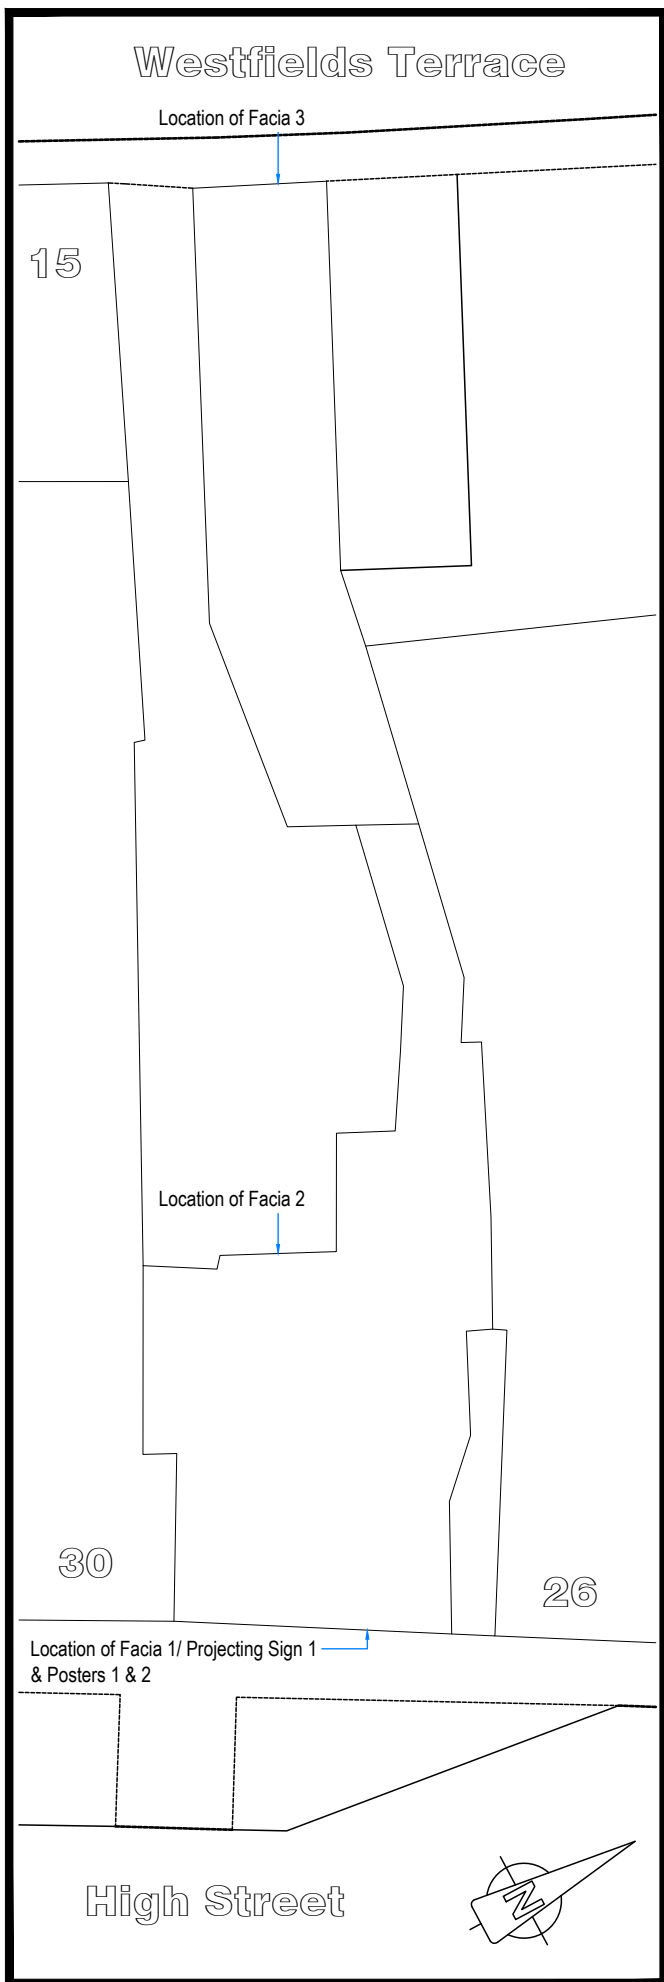 Westfields Terrace
Location of Facia 3
15
Location of Facia 2
30
26
Location of Facia 1/ Projecting Sign 1
& Posters 1 & 2
High Street
N